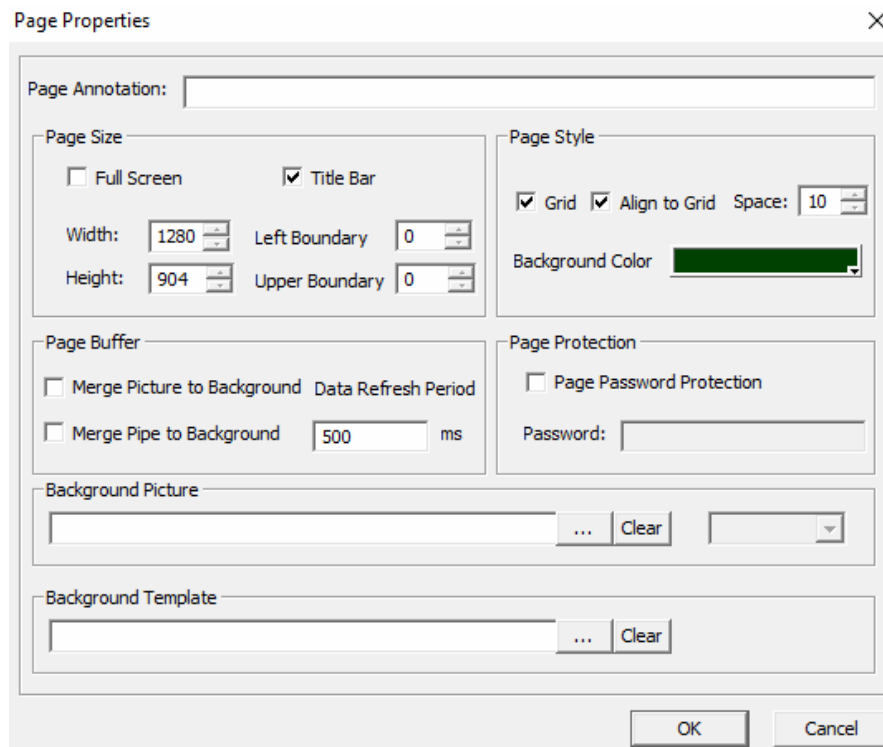 Page Properties
Page Annotation:
Page Size
Page Style
Full Screen Title Bar
Grid Align to Grid Space: 10
Width: 1280 Left Boundary 0
Background Color
Height: 904 Upper Boundary 0
Page Buffer
Page Protection
Merge Picture to Background Data Refresh Period
Page Password Protection
Merge Pipe to Background 500 ms
Password:
Background Picture
... Clear
Background Template
... Clear
OK Cancel